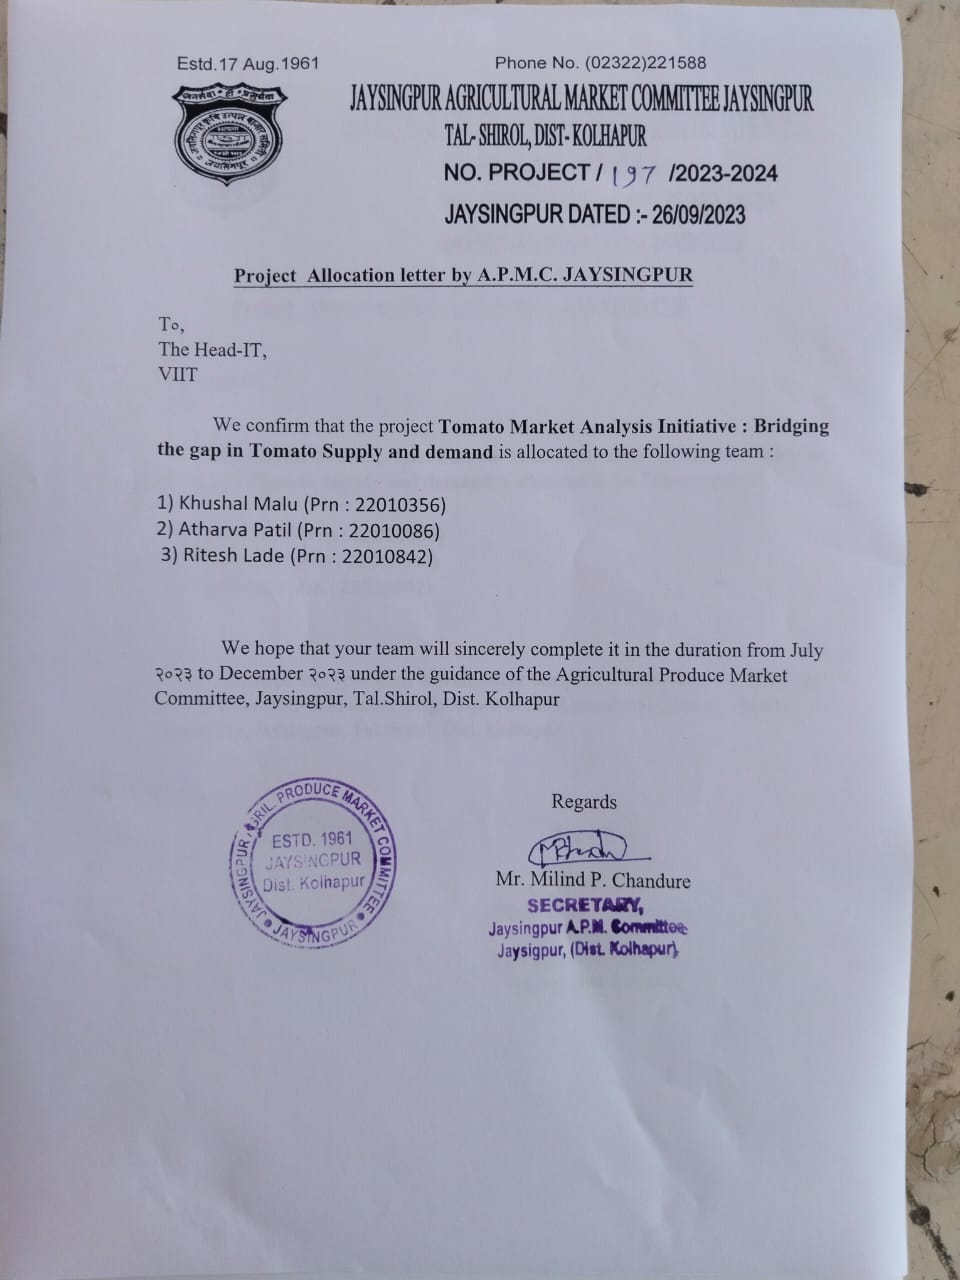 Estd.17 Aug.1961
Phone No. (02322)221588
JAYSINGPUR AGRICULTURAL MARKET COMMITTEE JAYSINGPUR
TAL- SHIROL, DIST- KOLHAPUR
NO. PROJECT / 197 /2023-2024
JAYSINGPUR DATED :- 26/09/2023
Project Allocation letter by A.P.M.C. JAYSINGPUR
To,
The Head-IT,
VIIT
We confirm that the project Tomato Market Analysis Initiative : Bridging
the gap in Tomato Supply and demand is allocated to the following team :
1) Khushal Malu (Prn : 22010356)
2) Atharva Patil (Prn : 22010086)
3) Ritesh Lade (Prn : 22010842)
We hope that your team will sincerely complete it in the duration from July
२०२३ to December २०२३ under the guidance of the Agricultural Produce Market
Committee, Jaysingpur, Tal.Shirol, Dist. Kolhapur
JAYSINGPUR AGRIL. PRODUCE MARKET COMMITTEE
ESTD. 1961
JAYSINGPUR
Dist. Kolhapur
JAYSINGPUR
Regards
Mr. Milind P. Chandure
SECRETARY,
Jaysingpur A.P.M. Committee
Jaysigpur, (Dist. Kolhapur)